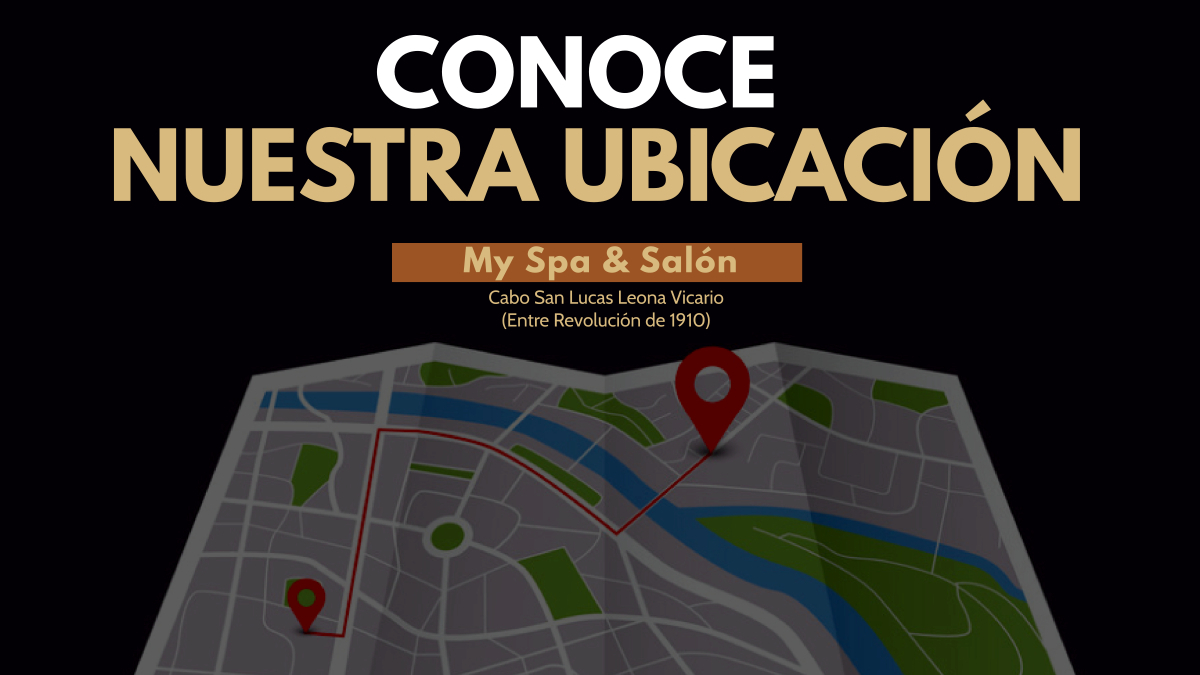 CONOCE
NUESTRA UBICACIÓN
My Spa & Salón
Cabo San Lucas Leona Vicario
(Entre Revolución de 1910)